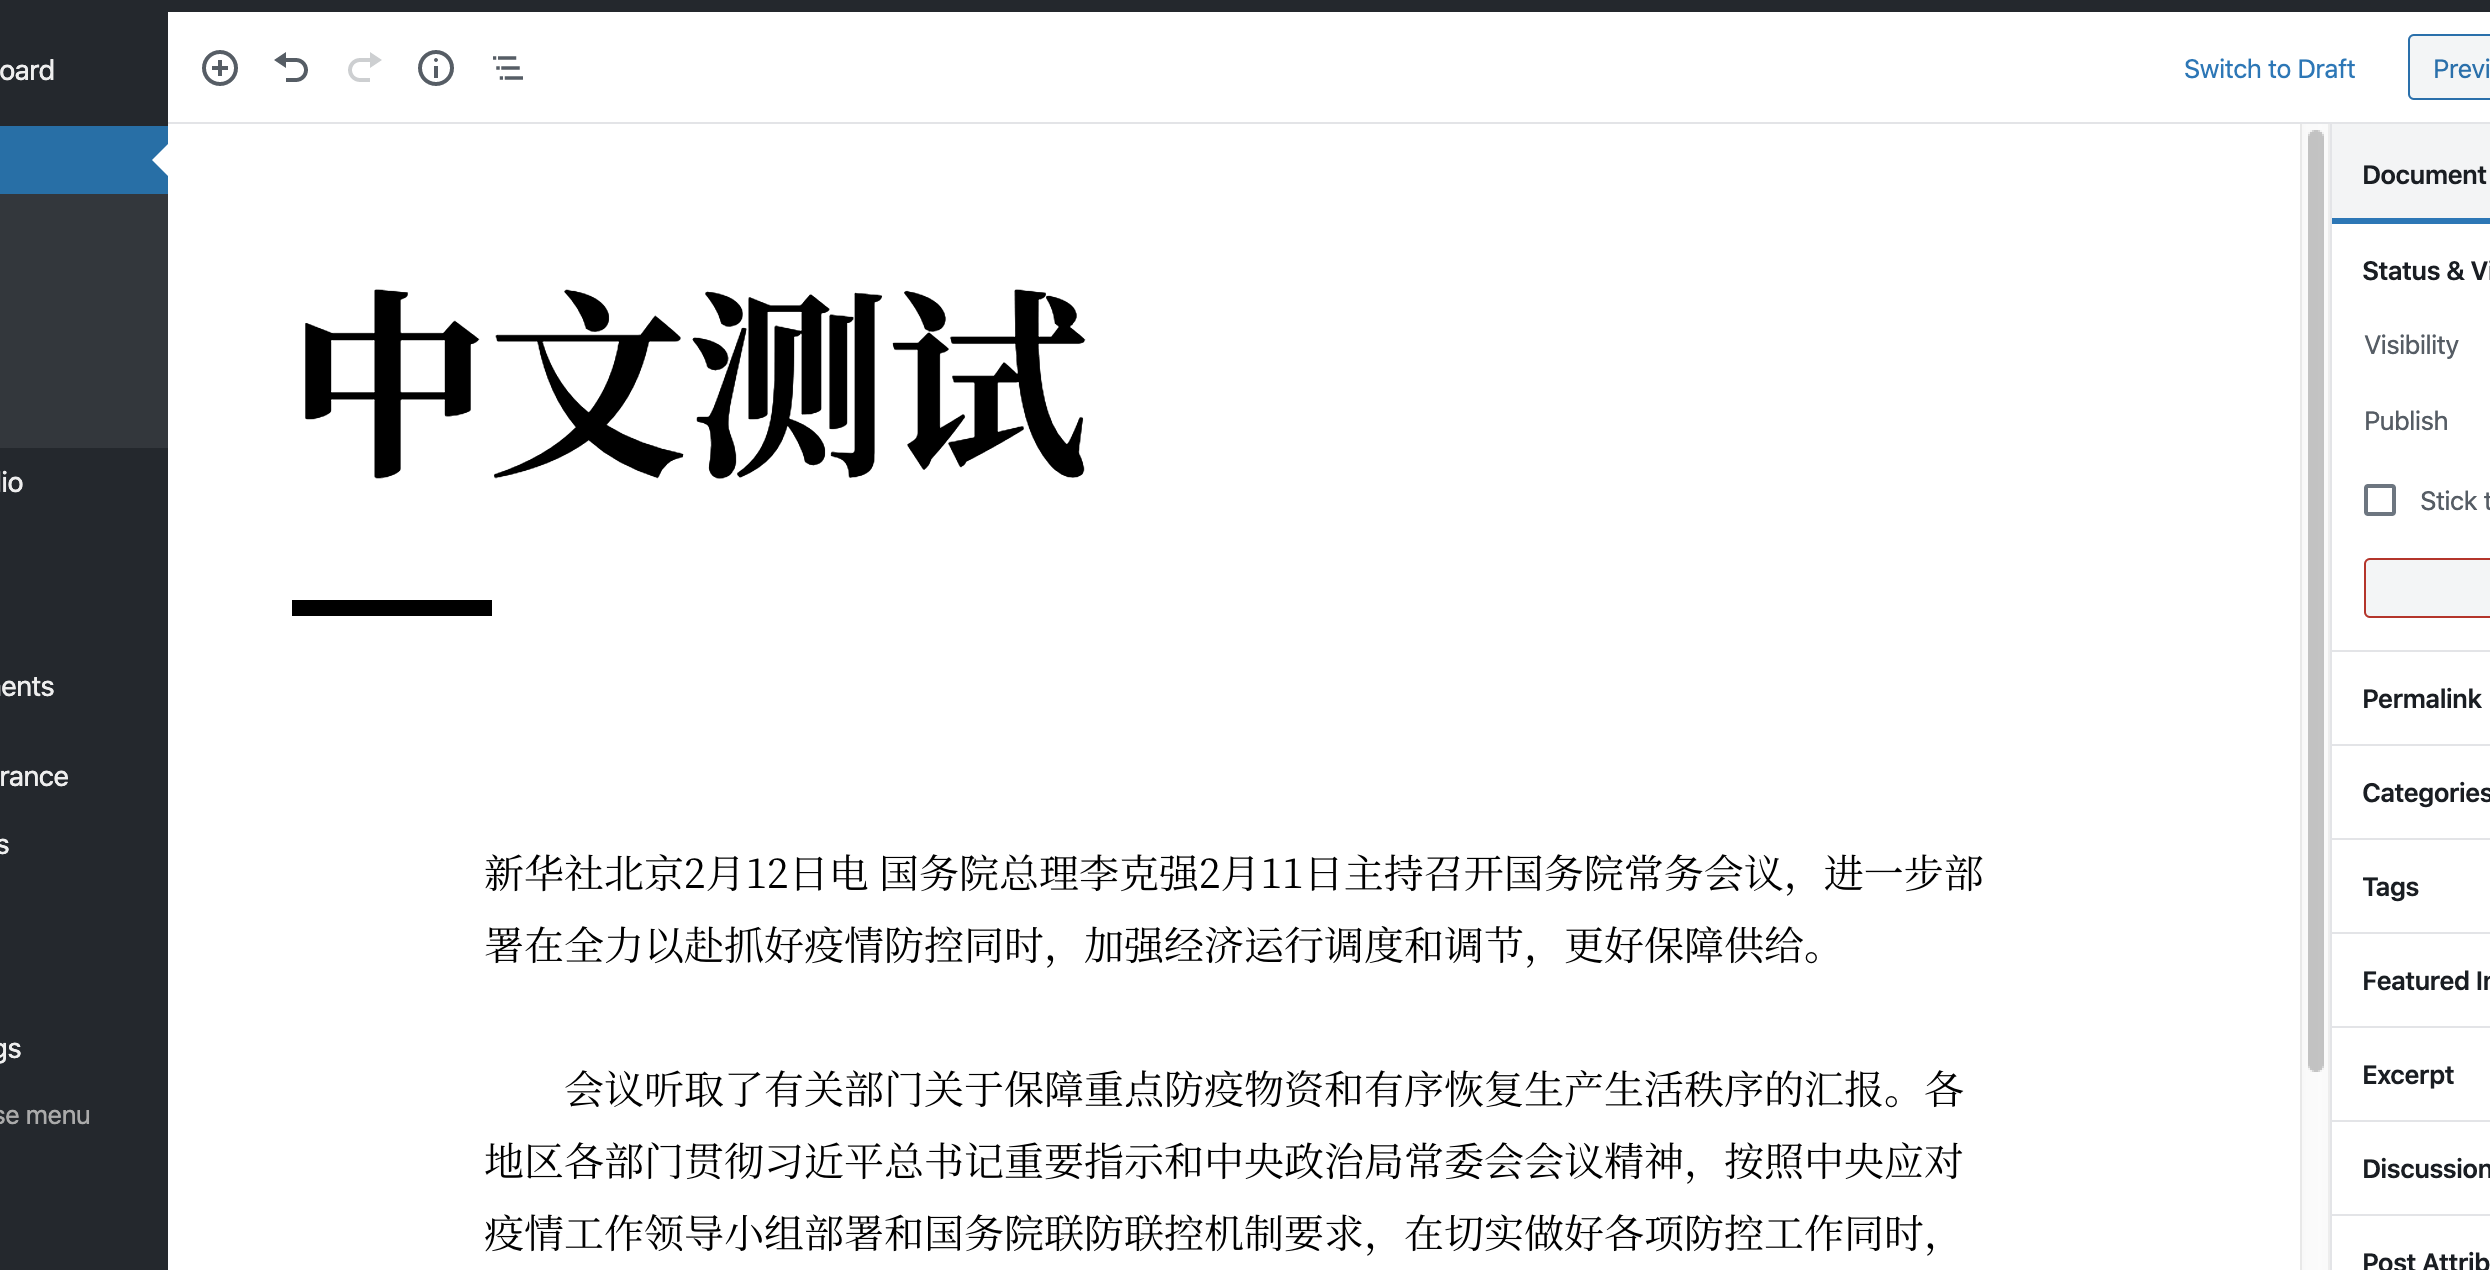 oard
Switch to Draft
Previ
Document
Status & Vi
Visibility
Publish
Stick t
Permalink
Categories
Tags
Featured In
Excerpt
Discussion
Post Attrib
io
ents
rance
s
gs
se menu
中文测试
新华社北京2月12日电 国务院总理李克强2月11日主持召开国务院常务会议，进一步部
署在全力以赴抓好疫情防控同时，加强经济运行调度和调节，更好保障供给。
会议听取了有关部门关于保障重点防疫物资和有序恢复生产生活秩序的汇报。各
地区各部门贯彻习近平总书记重要指示和中央政治局常委会会议精神，按照中央应对
疫情工作领导小组部署和国务院联防联控机制要求，在切实做好各项防控工作同时，